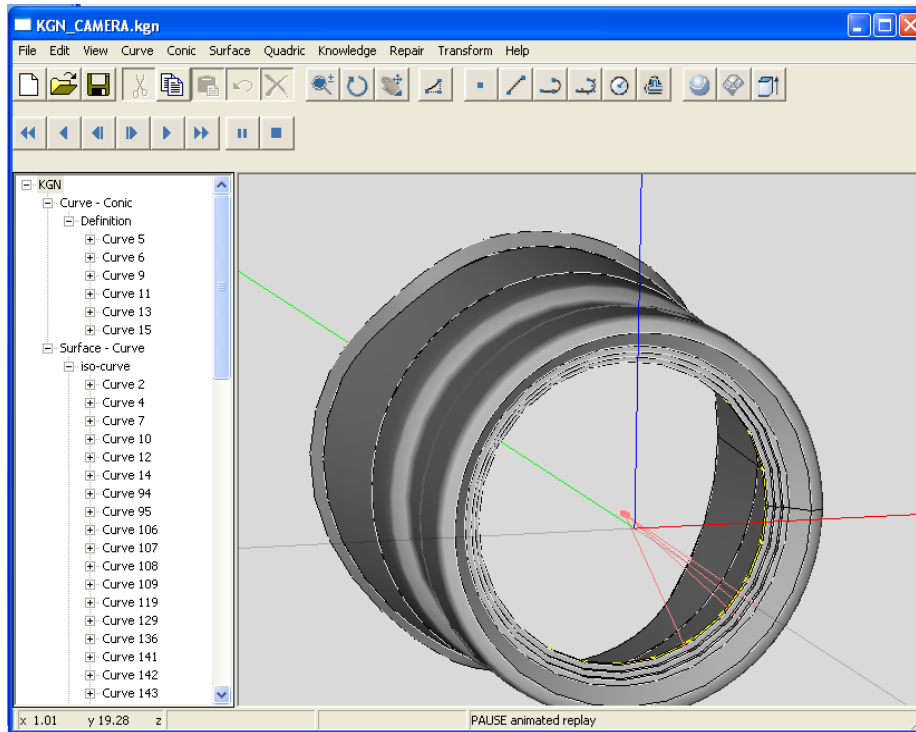 KGN_CAMERA.kgn
File Edit View Curve Conic Surface Quadric Knowledge Repair Transform Help
KGN
Curve - Conic
Definition
Curve 5
Curve 6
Curve 9
Curve 11
Curve 13
Curve 15
Surface - Curve
iso-curve
Curve 2
Curve 4
Curve 7
Curve 10
Curve 12
Curve 14
Curve 94
Curve 95
Curve 106
Curve 107
Curve 108
Curve 109
Curve 119
Curve 129
Curve 136
Curve 141
Curve 142
Curve 143
x 1.01 y 19.28 z PAUSE animated replay